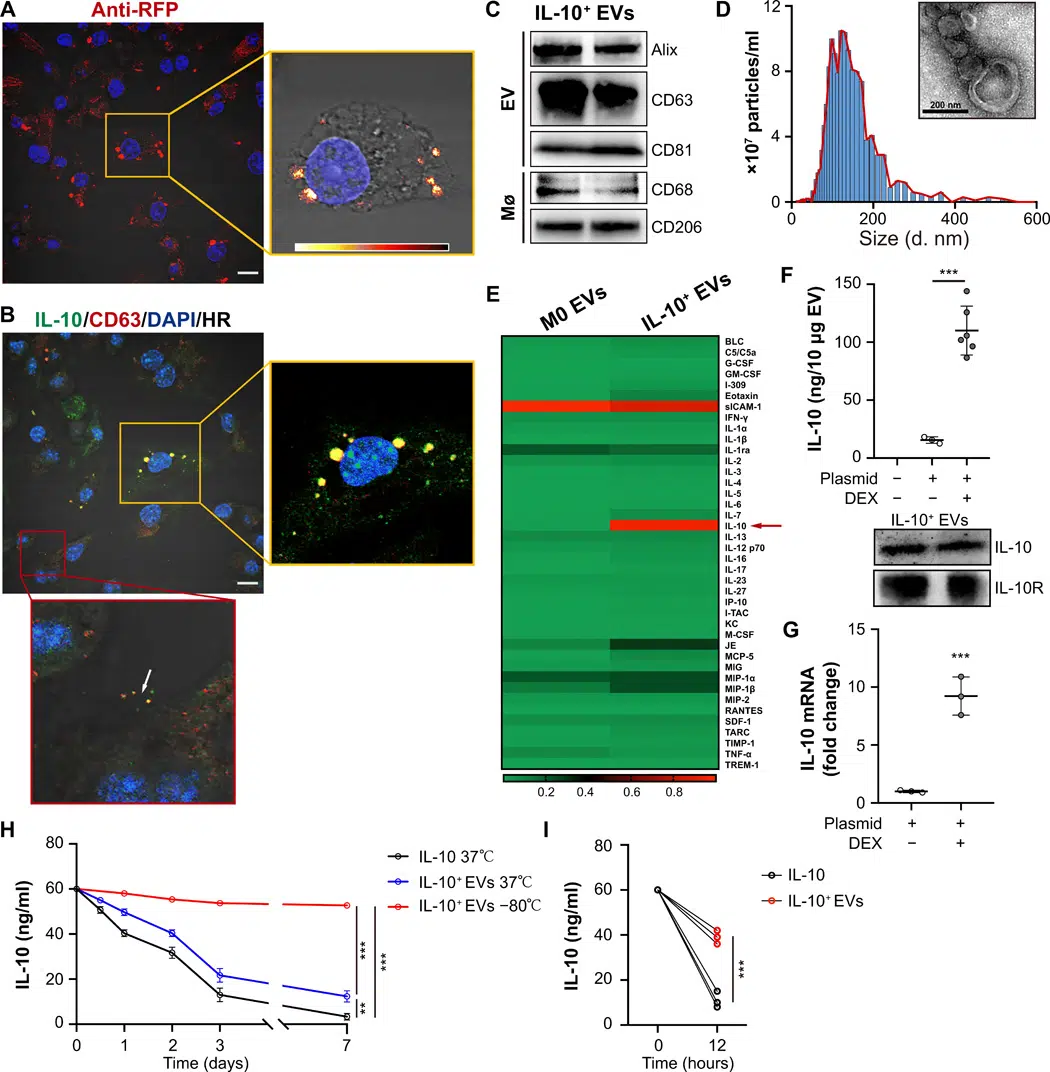 A
Anti-RFP
B
IL-10/CD63/DAPI/HR
C
IL-10⁺ EVs
EV
Mø
Alix
CD63
CD81
CD68
CD206
D
×10⁷ particles/ml
12
8
4
0
0 200 400 600
Size (d. nm)
200 nm
E
M0 EVs
IL-10⁺ EVs
BLC
C5/C5a
G-CSF
GM-CSF
I-309
Eotaxin
sICAM-1
IFN-γ
IL-1α
IL-1β
IL-1ra
IL-2
IL-3
IL-4
IL-5
IL-6
IL-7
IL-10
IL-13
IL-12 p70
IL-16
IL-17
IL-23
IL-27
IP-10
I-TAC
KC
M-CSF
JE
MCP-5
MIG
MIP-1α
MIP-1β
MIP-2
RANTES
SDF-1
TARC
TIMP-1
TNF-α
TREM-1
0.2 0.4 0.6 0.8
F
IL-10 (ng/10 μg EV)
150
100
50
0
***
Plasmid − + +
DEX − − +
IL-10⁺ EVs
IL-10
IL-10R
G
IL-10 mRNA
(fold change)
15
10
5
0
***
Plasmid + +
DEX − +
H
IL-10 (ng/ml)
80
60
40
20
0
0 1 2 3 7
Time (days)
IL-10 37℃
IL-10⁺ EVs 37℃
IL-10⁺ EVs −80℃
***
**
***
I
IL-10 (ng/ml)
80
60
40
20
0
0 12
Time (hours)
IL-10
IL-10⁺ EVs
***